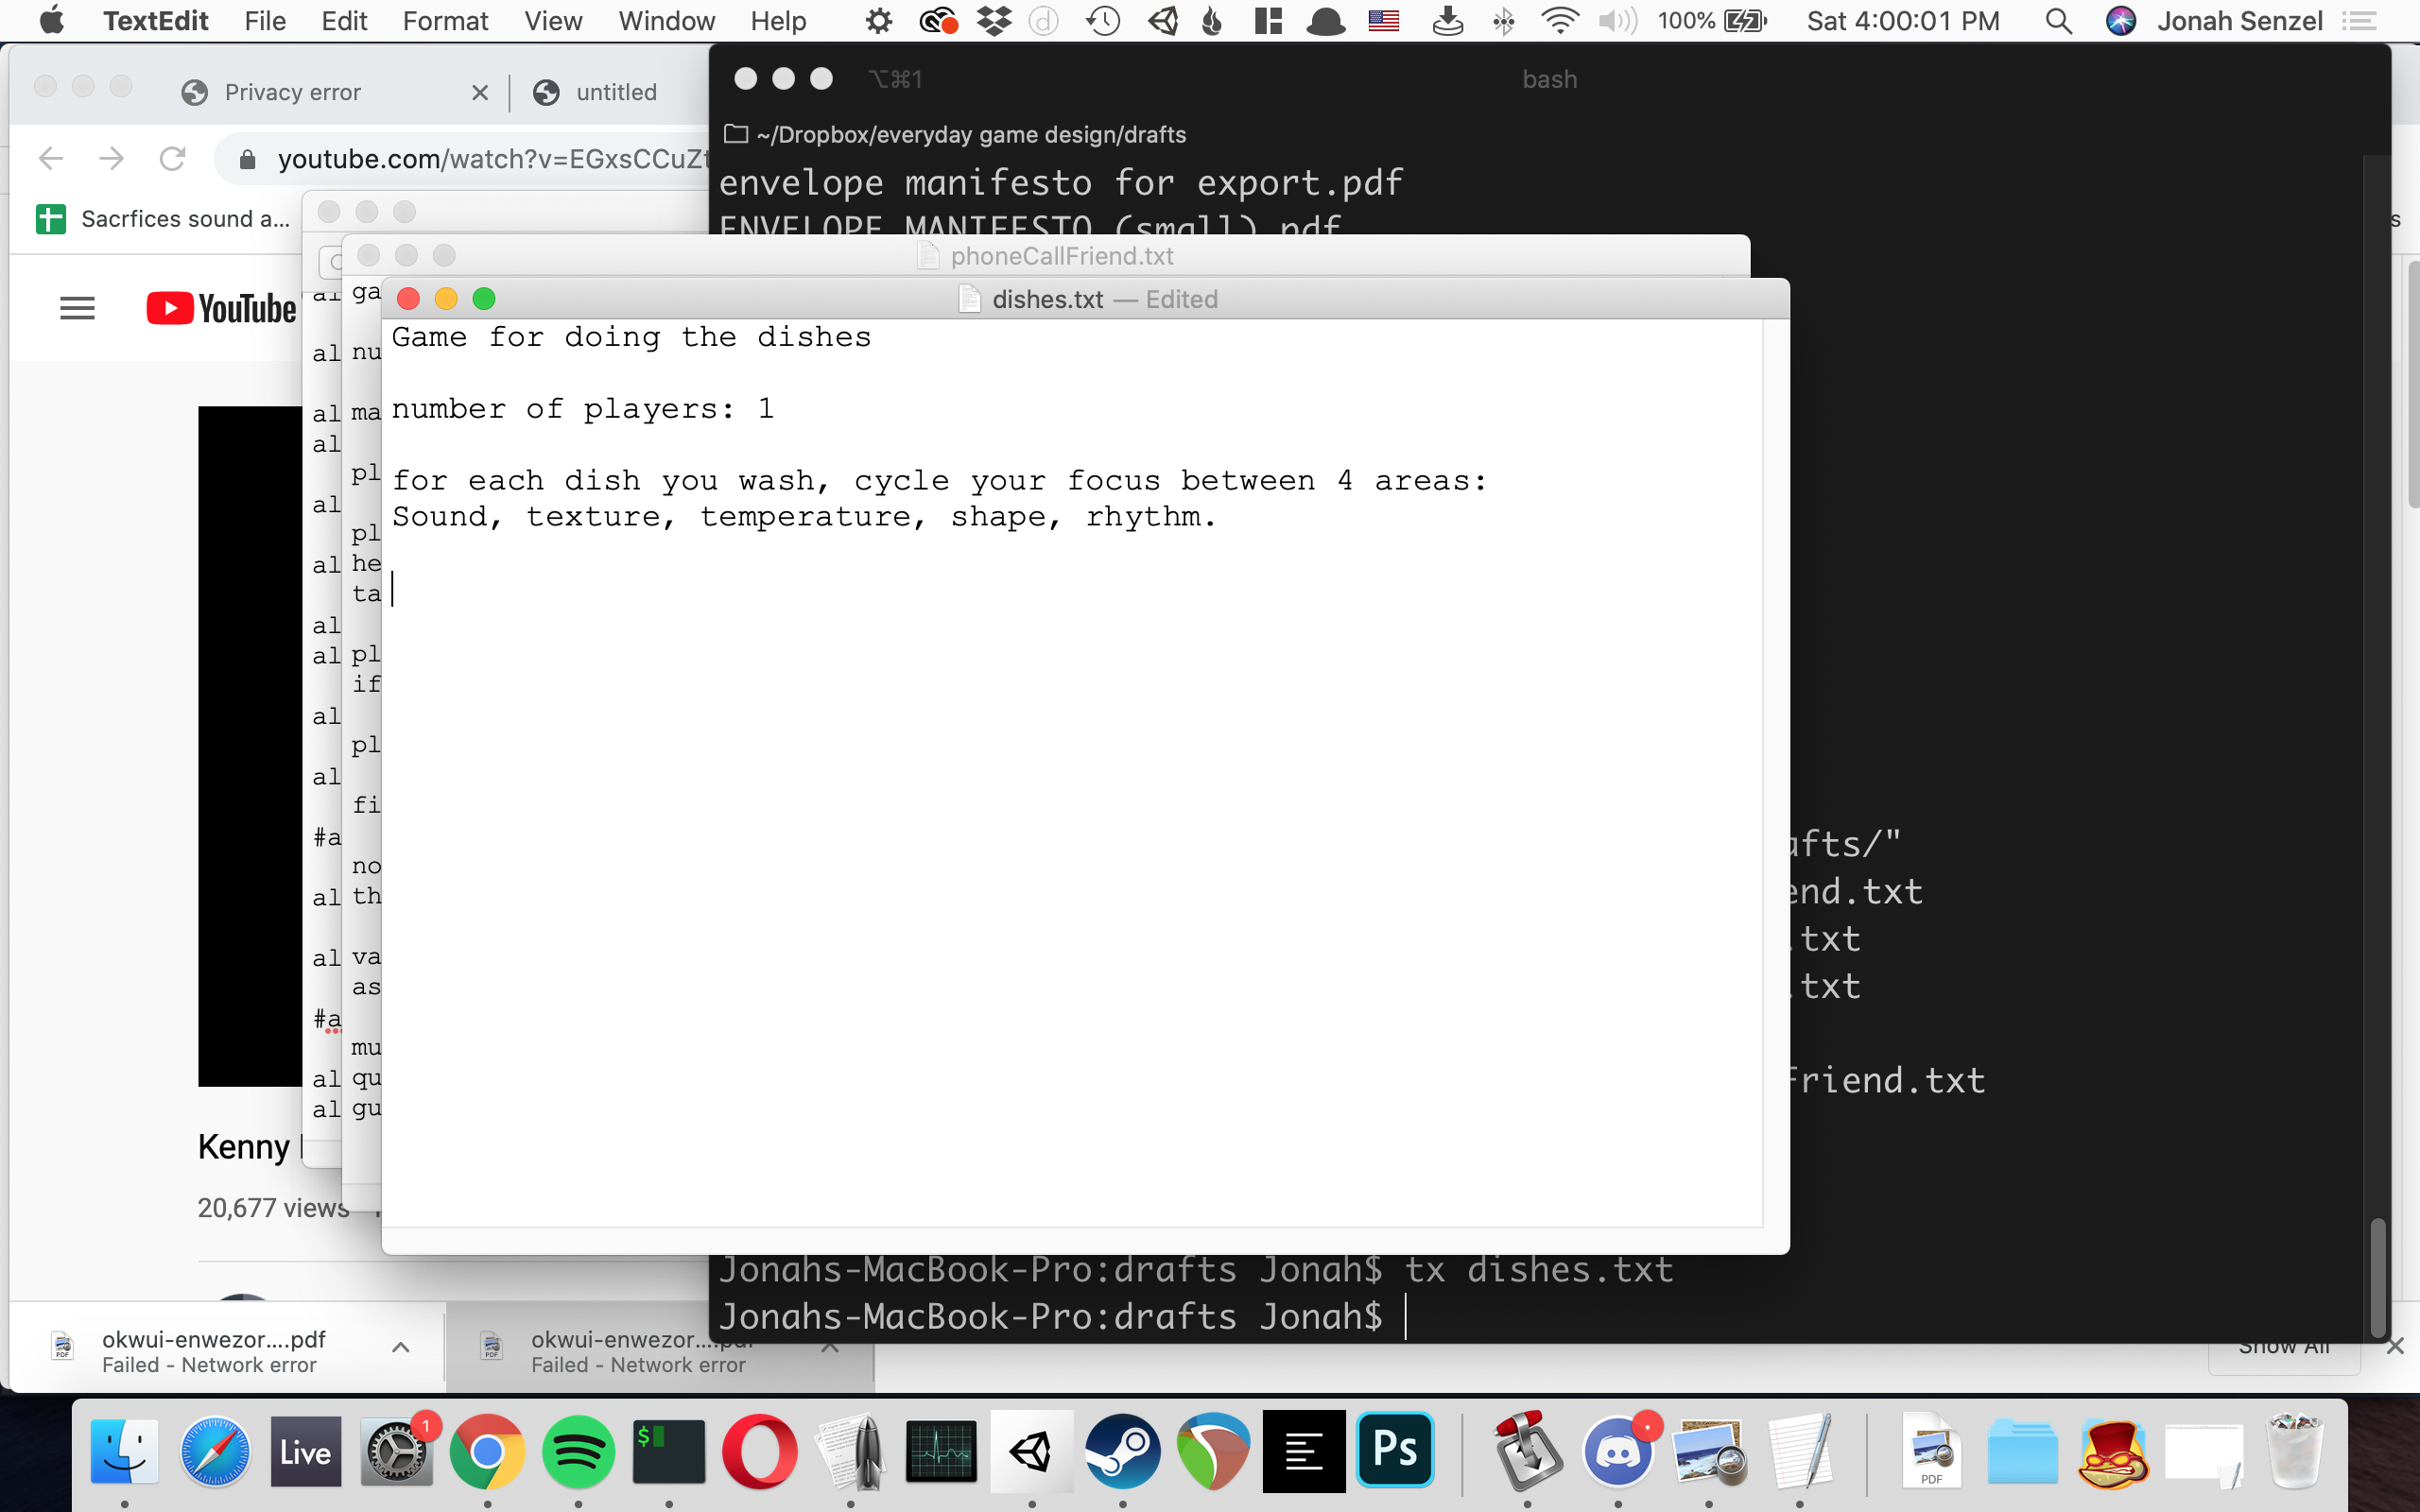 TextEdit File Edit Format View Window Help 100% Sat 4:00:01 PM Jonah Senzel
Privacy error
untitled
youtube.com/watch?v=EGxsCCuZt
Sacrfices sound a...
YouTube
⌥⌘1 bash
~/Dropbox/everyday game design/drafts
envelope manifesto for export.pdf
ENVELOPE MANIFESTO (small).pdf
phoneCallFriend.txt
dishes.txt — Edited
Game for doing the dishes
number of players: 1
for each dish you wash, cycle your focus between 4 areas:
Sound, texture, temperature, shape, rhythm.
al
al
al
al
al
al
al
al
al
al
#a
al
al
#a
al
al
ga
nu
ma
pl
pl
he
ta
pl
if
pl
fi
no
th
va
as
mu
qu
gu
afts/"
end.txt
.txt
.txt
Friend.txt
Jonahs-MacBook-Pro:drafts Jonah$ tx dishes.txt
Jonahs-MacBook-Pro:drafts Jonah$
Kenny
20,677 views
okwui-enwezor....pdf
Failed - Network error
okwui-enwezor....pdf
Failed - Network error
Show All
Live
1
$
Ps
PDF